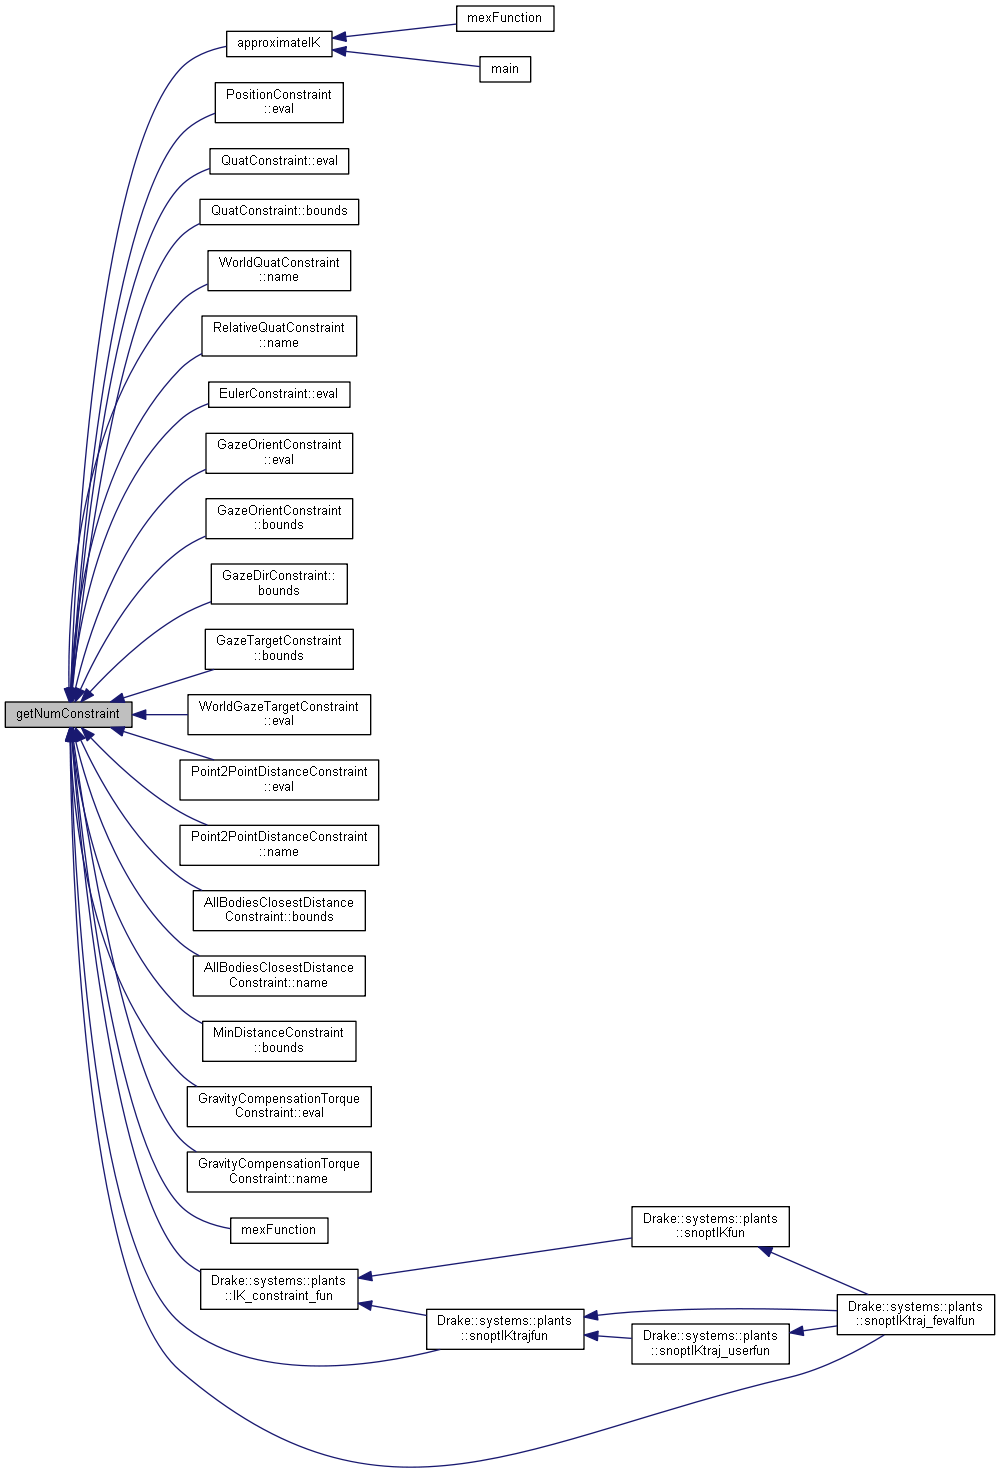 mexFunction
approximateIK
main
PositionConstraint
::eval
QuatConstraint::eval
QuatConstraint::bounds
WorldQuatConstraint
::name
RelativeQuatConstraint
::name
EulerConstraint::eval
GazeOrientConstraint
::eval
GazeOrientConstraint
::bounds
GazeDirConstraint::
bounds
GazeTargetConstraint
::bounds
getNumConstraint
WorldGazeTargetConstraint
::eval
Point2PointDistanceConstraint
::eval
Point2PointDistanceConstraint
::name
AllBodiesClosestDistance
Constraint::bounds
AllBodiesClosestDistance
Constraint::name
MinDistanceConstraint
::bounds
GravityCompensationTorque
Constraint::eval
GravityCompensationTorque
Constraint::name
mexFunction
Drake::systems::plants
::snoptIKfun
Drake::systems::plants
::IK_constraint_fun
Drake::systems::plants
::snoptIKtrajfun
Drake::systems::plants
::snoptIKtraj_userfun
Drake::systems::plants
::snoptIKtraj_fevalfun